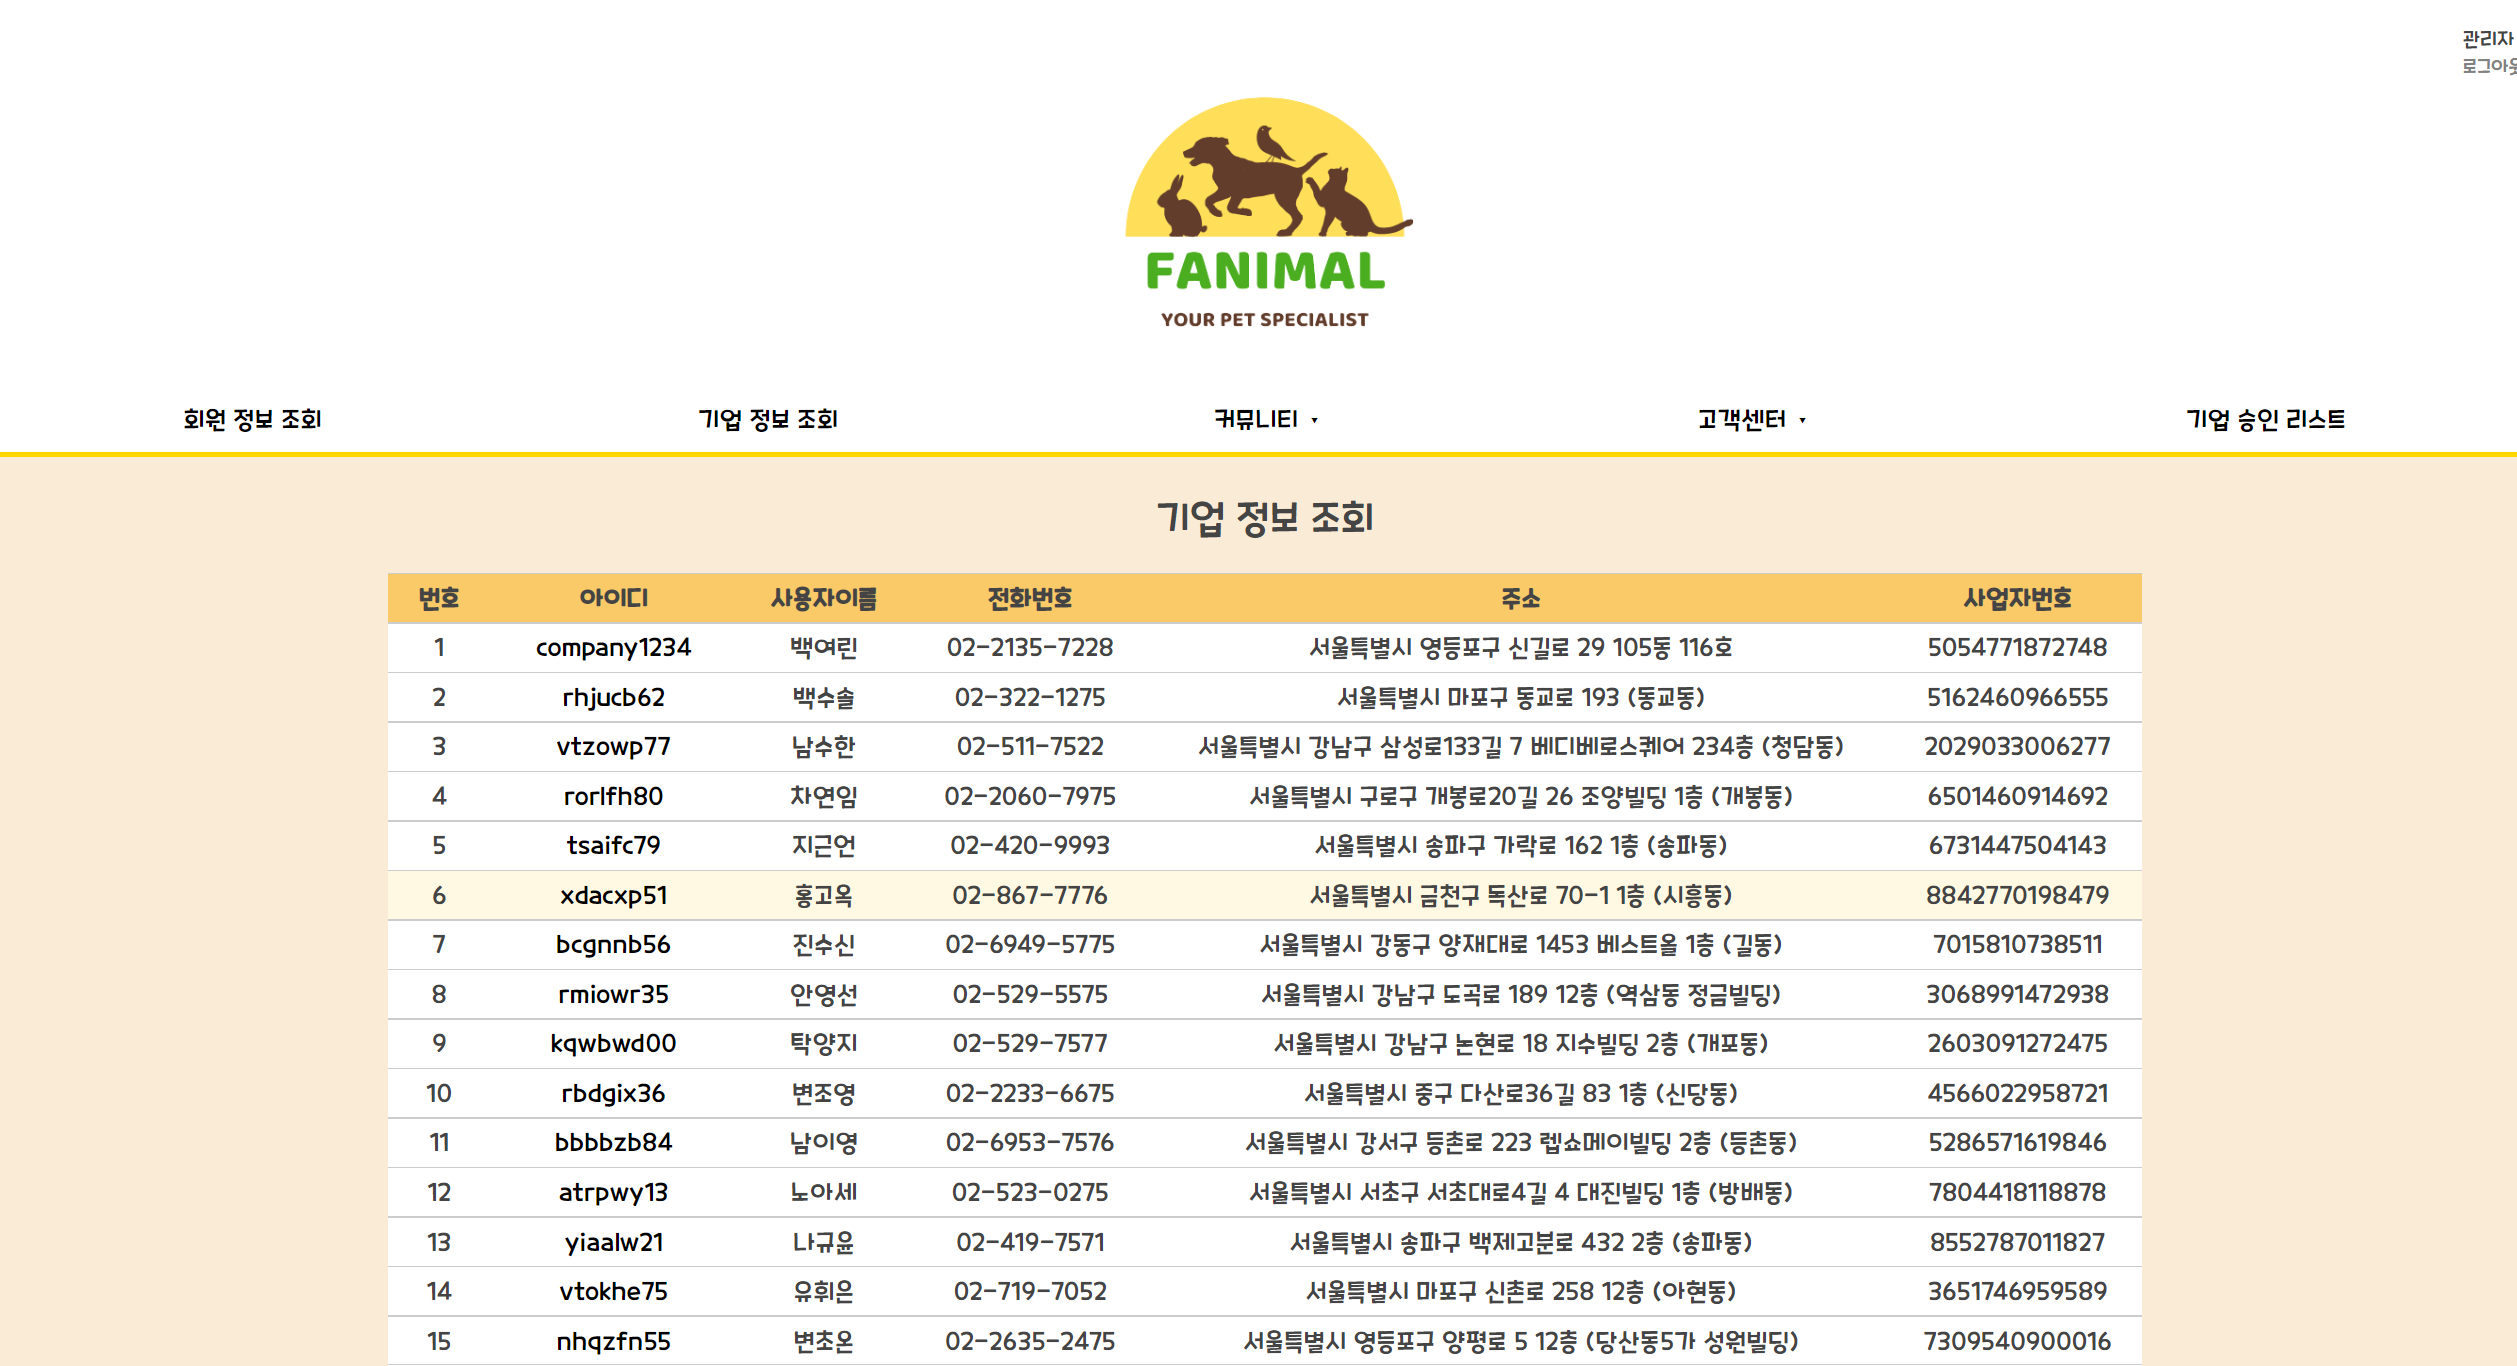 관리자
로그아웃
FANIMAL
YOUR PET SPECIALIST
회원 정보 조회 기업 정보 조회 커뮤니티 ▾ 고객센터 ▾ 기업 승인 리스트
기업 정보 조회
번호 아이디 사용자이름 전화번호 주소 사업자번호
1 company1234 백여린 02-2135-7228 서울특별시 영등포구 신길로 29 105동 116호 5054771872748
2 rhjucb62 백수솔 02-322-1275 서울특별시 마포구 동교로 193 (동교동) 5162460966555
3 vtzowp77 남수한 02-511-7522 서울특별시 강남구 삼성로133길 7 베디베로스퀘어 234층 (청담동) 2029033006277
4 rorlfh80 차연임 02-2060-7975 서울특별시 구로구 개봉로20길 26 조양빌딩 1층 (개봉동) 6501460914692
5 tsaifc79 지근언 02-420-9993 서울특별시 송파구 가락로 162 1층 (송파동) 6731447504143
6 xdacxp51 홍고옥 02-867-7776 서울특별시 금천구 독산로 70-1 1층 (시흥동) 8842770198479
7 bcgnnb56 진수신 02-6949-5775 서울특별시 강동구 양재대로 1453 베스트올 1층 (길동) 7015810738511
8 rmiowr35 안영선 02-529-5575 서울특별시 강남구 도곡로 189 12층 (역삼동 정금빌딩) 3068991472938
9 kqwbwd00 탁양지 02-529-7577 서울특별시 강남구 논현로 18 지수빌딩 2층 (개포동) 2603091272475
10 rbdgix36 변조영 02-2233-6675 서울특별시 중구 다산로36길 83 1층 (신당동) 4566022958721
11 bbbbzb84 남이영 02-6953-7576 서울특별시 강서구 등촌로 223 렙쇼메이빌딩 2층 (등촌동) 5286571619846
12 atrpwy13 노아세 02-523-0275 서울특별시 서초구 서초대로4길 4 대진빌딩 1층 (방배동) 7804418118878
13 yiaalw21 나규윤 02-419-7571 서울특별시 송파구 백제고분로 432 2층 (송파동) 8552787011827
14 vtokhe75 유휘은 02-719-7052 서울특별시 마포구 신촌로 258 12층 (아현동) 3651746959589
15 nhqzfn55 변초온 02-2635-2475 서울특별시 영등포구 양평로 5 12층 (당산동5가 성원빌딩) 7309540900016